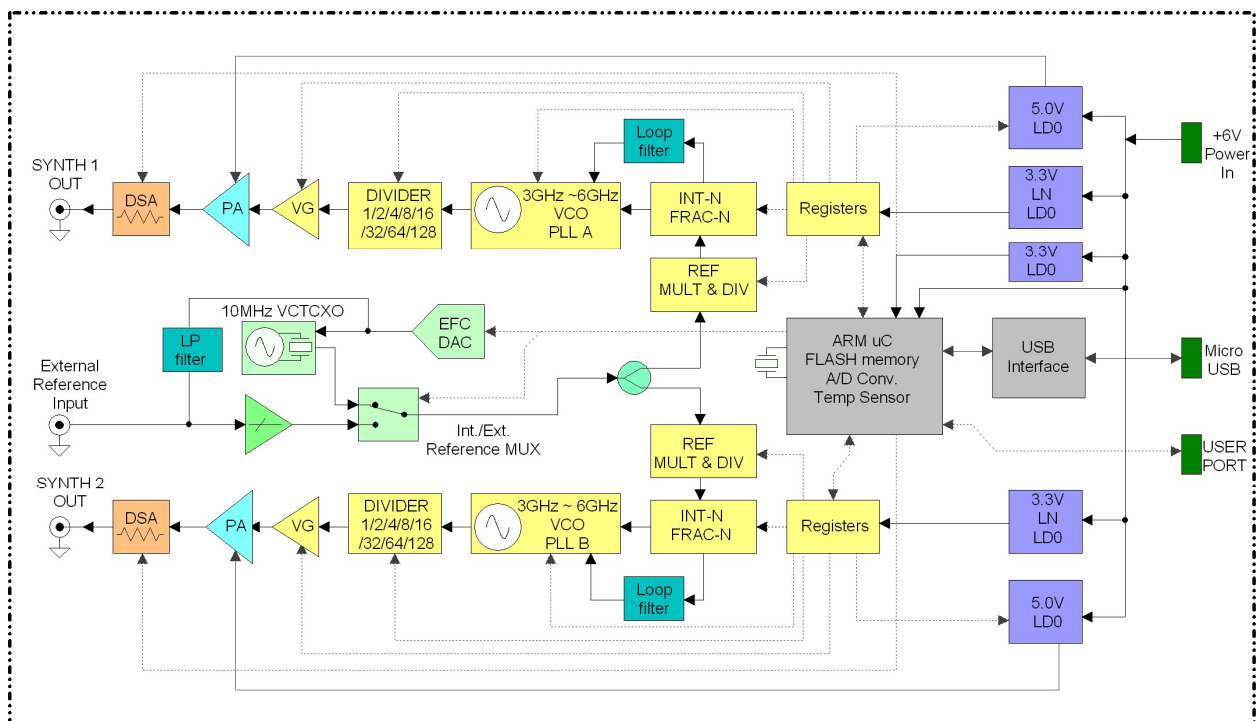 5.0V
LD0
+6V
Power
In
SYNTH 1
OUT
DSA
PA
VG
DIVIDER
1/2/4/8/16
/32/64/128
3GHz ~6GHz
VCO
PLL A
Loop
filter
INT-N
FRAC-N
Registers
3.3V
LN
LD0
3.3V
LD0
REF
MULT & DIV
10MHz VCTCXO
EFC
DAC
LP
filter
External
Reference
Input
Int./Ext.
Reference MUX
ARM uC
FLASH memory
A/D Conv.
Temp Sensor
USB
Interface
Micro
USB
USER
PORT
REF
MULT & DIV
SYNTH 2
OUT
DSA
PA
VG
DIVIDER
1/2/4/8/16
/32/64/128
3GHz ~ 6GHz
VCO
PLL B
Loop
filter
INT-N
FRAC-N
Registers
3.3V
LN
LD0
5.0V
LD0